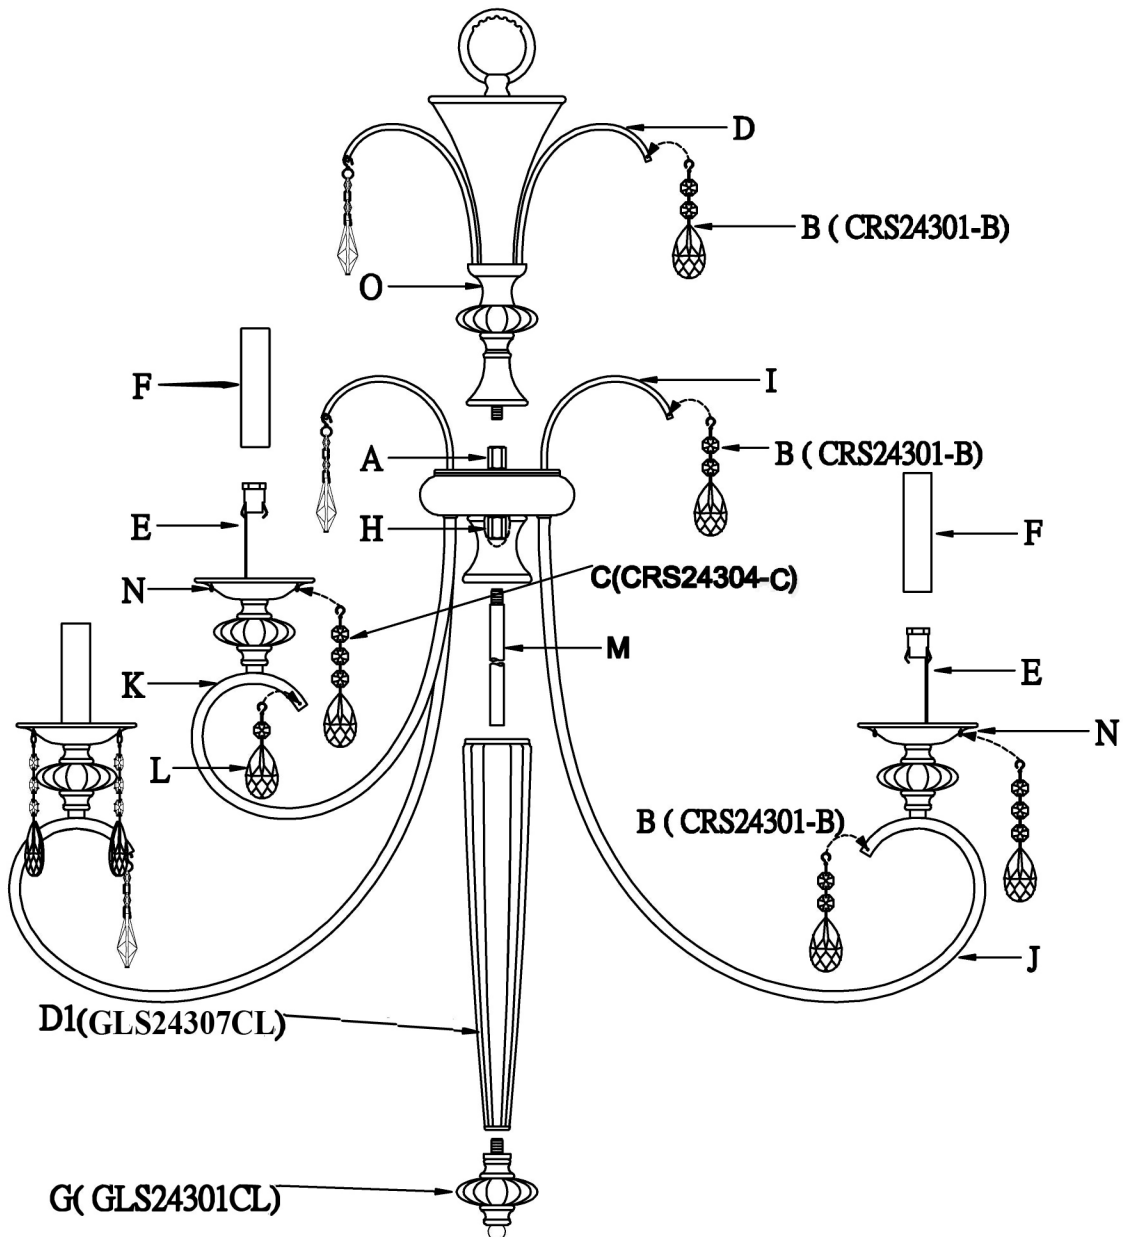 D
B ( CRS24301-B)
O
F
I
A
B ( CRS24301-B)
E
H
F
N
C(CRS24304-C)
M
K
E
L
N
B ( CRS24301-B)
J
D1(GLS24307CL)
G( GLS24301CL)